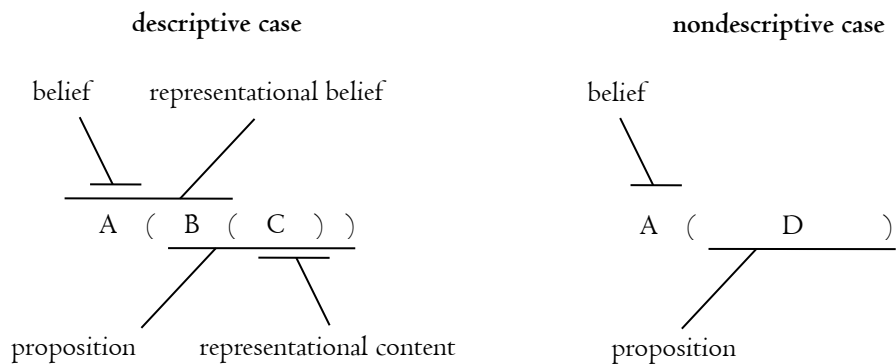 descriptive case
nondescriptive case
belief
representational belief
belief
A ( B ( C ) )
A ( D )
proposition
representational content
proposition